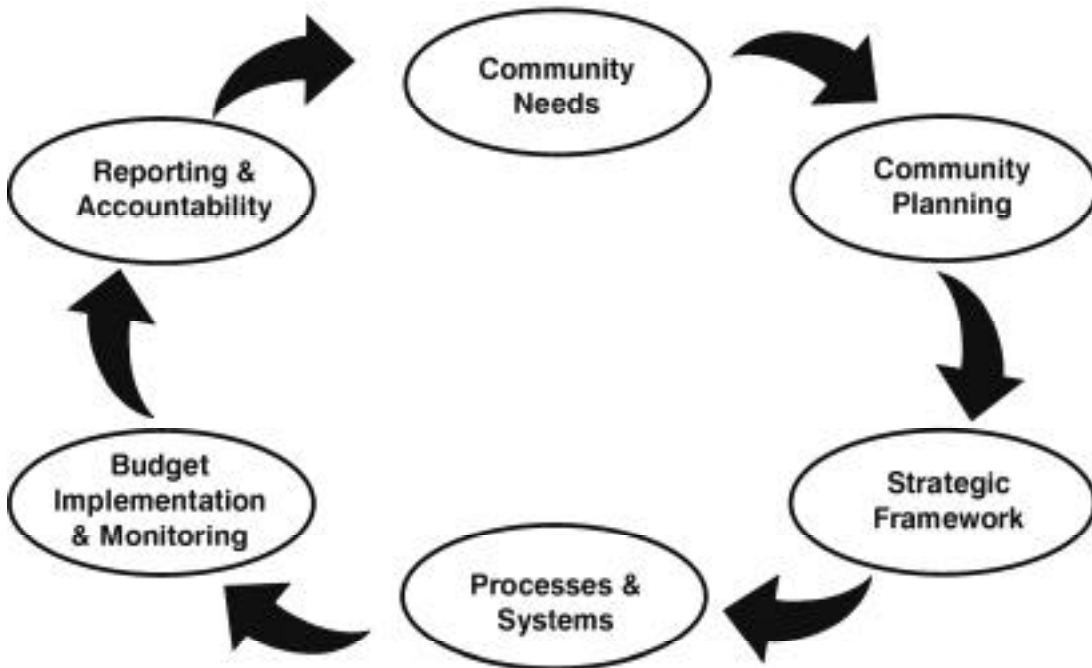 Community
Needs
Community
Planning
Strategic
Framework
Processes &
Systems
Budget
Implementation
& Monitoring
Reporting &
Accountability